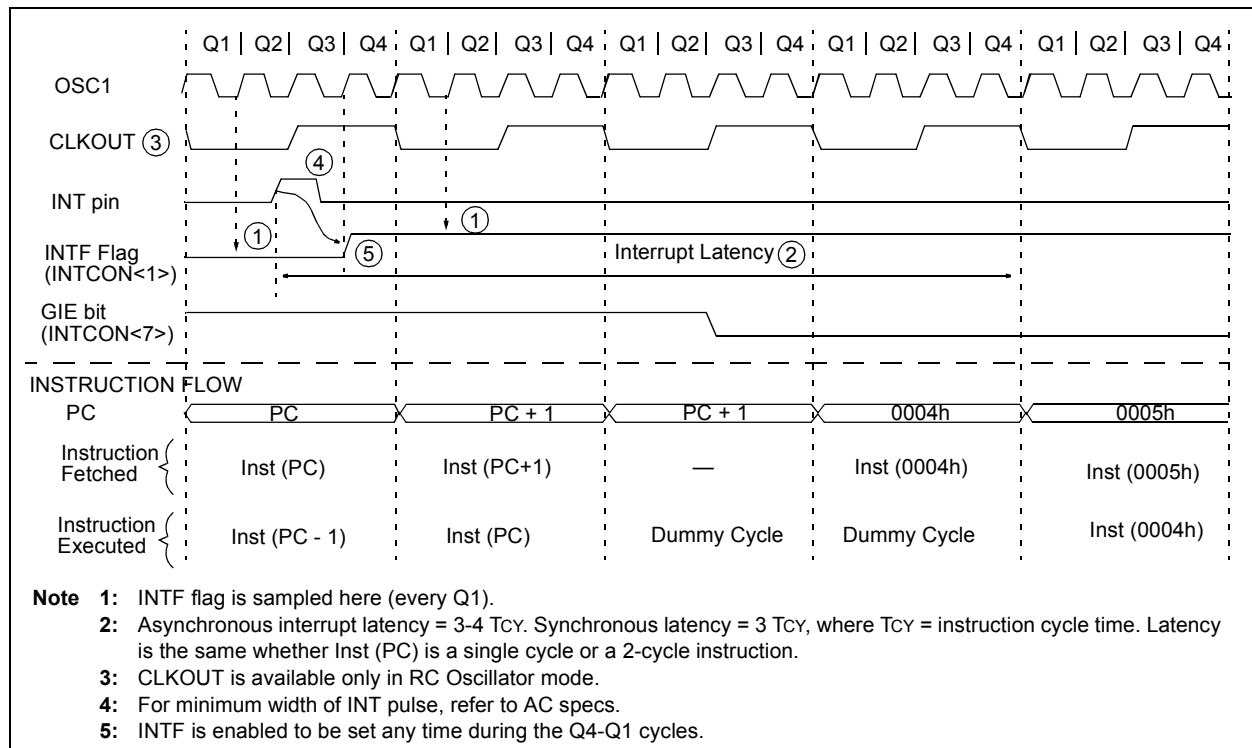 Q1 | Q2 | Q3 | Q4 Q1 | Q2 | Q3 | Q4 Q1 | Q2 | Q3 | Q4 Q1 | Q2 | Q3 | Q4 Q1 | Q2 | Q3 | Q4
OSC1
CLKOUT 3
4
INT pin
1 1
INTF Flag 5 Interrupt Latency 2
(INTCON<1>)
GIE bit
(INTCON<7>)
INSTRUCTION FLOW
PC PC PC + 1 PC + 1 0004h 0005h
Instruction
Fetched Inst (PC) Inst (PC+1) — Inst (0004h) Inst (0005h)
Instruction
Executed Inst (PC - 1) Inst (PC) Dummy Cycle Dummy Cycle Inst (0004h)
Note 1: INTF flag is sampled here (every Q1).
2: Asynchronous interrupt latency = 3-4 TCY. Synchronous latency = 3 TCY, where TCY = instruction cycle time. Latency
is the same whether Inst (PC) is a single cycle or a 2-cycle instruction.
3: CLKOUT is available only in RC Oscillator mode.
4: For minimum width of INT pulse, refer to AC specs.
5: INTF is enabled to be set any time during the Q4-Q1 cycles.